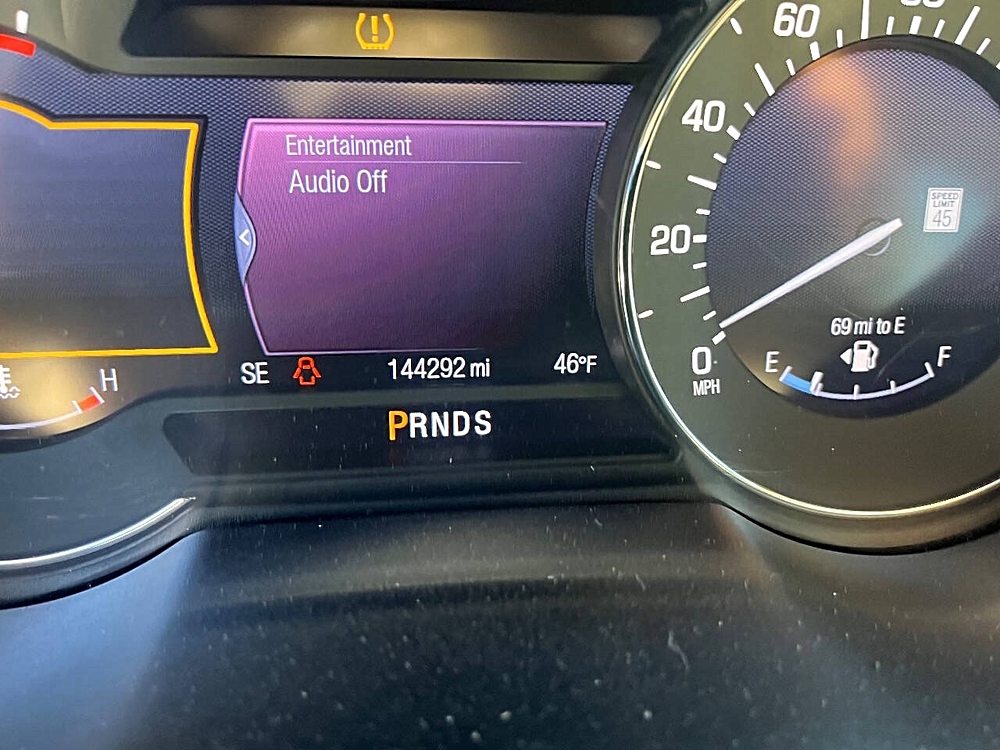 60
40
20
0
MPH
SPEED
LIMIT
45
69 mi to E
E F
Entertainment
Audio Off
H
SE 144292 mi 46°F
PRNDS